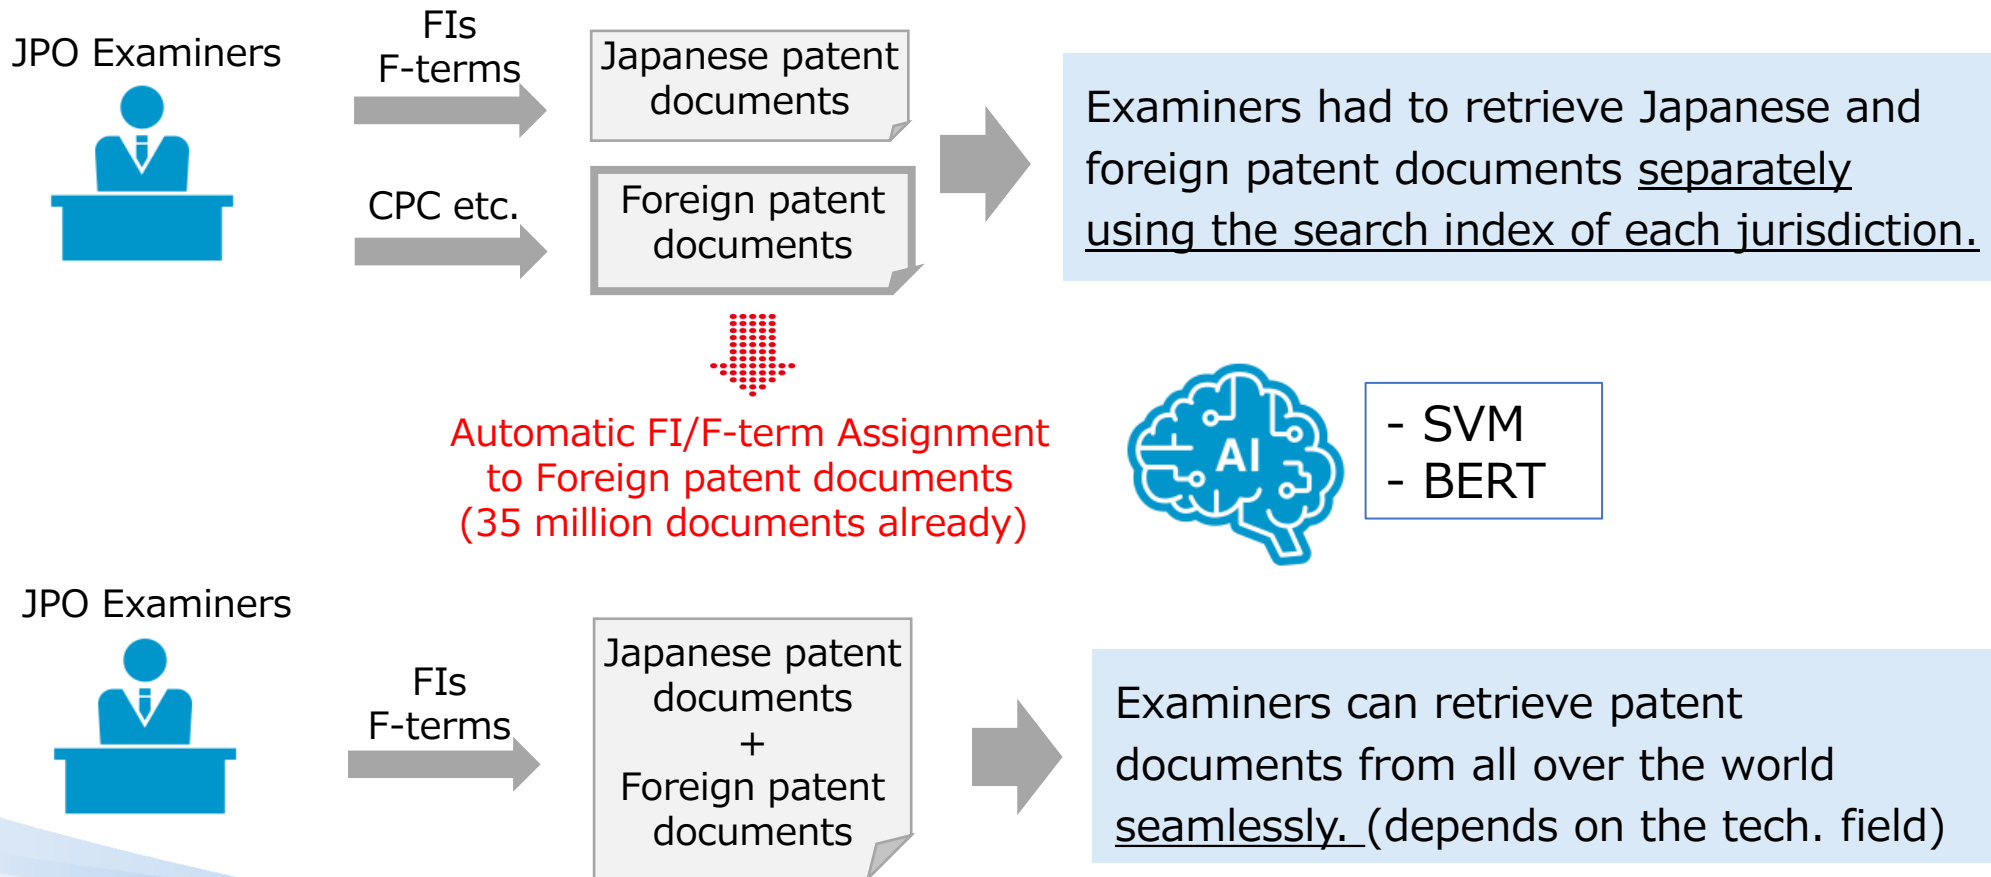 JPO Examiners
FIs
F-terms
Japanese patent
documents
CPC etc.
Foreign patent
documents
Examiners had to retrieve Japanese and
foreign patent documents separately
using the search index of each jurisdiction.
Automatic FI/F-term Assignment
to Foreign patent documents
(35 million documents already)
AI
- SVM
- BERT
JPO Examiners
FIs
F-terms
Japanese patent
documents
+
Foreign patent
documents
Examiners can retrieve patent
documents from all over the world
seamlessly. (depends on the tech. field)